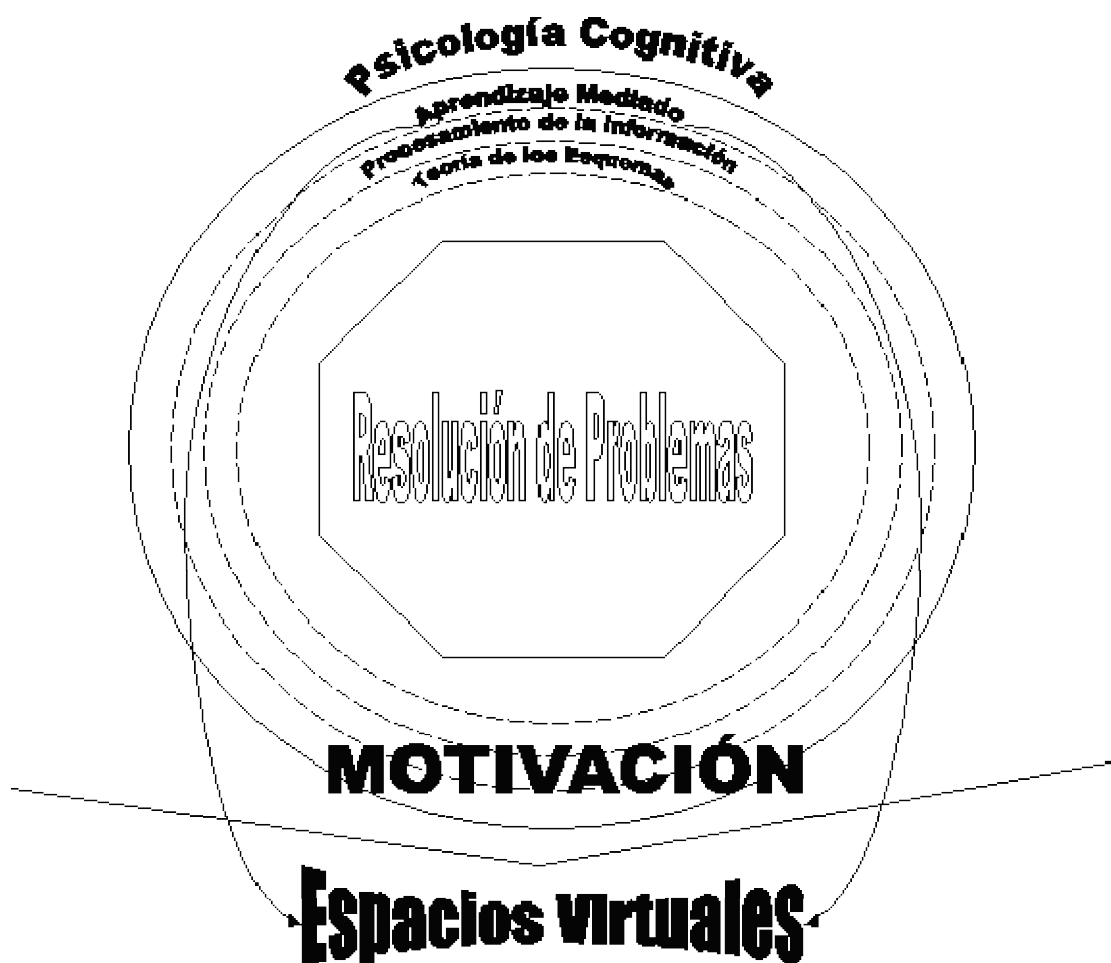 Psicología Cognitiva
Aprendizaje Mediado
Procesamiento de la Información
Teoría de los Esquemas
Resolución de Problemas
MOTIVACIÓN
Espacios Virtuales